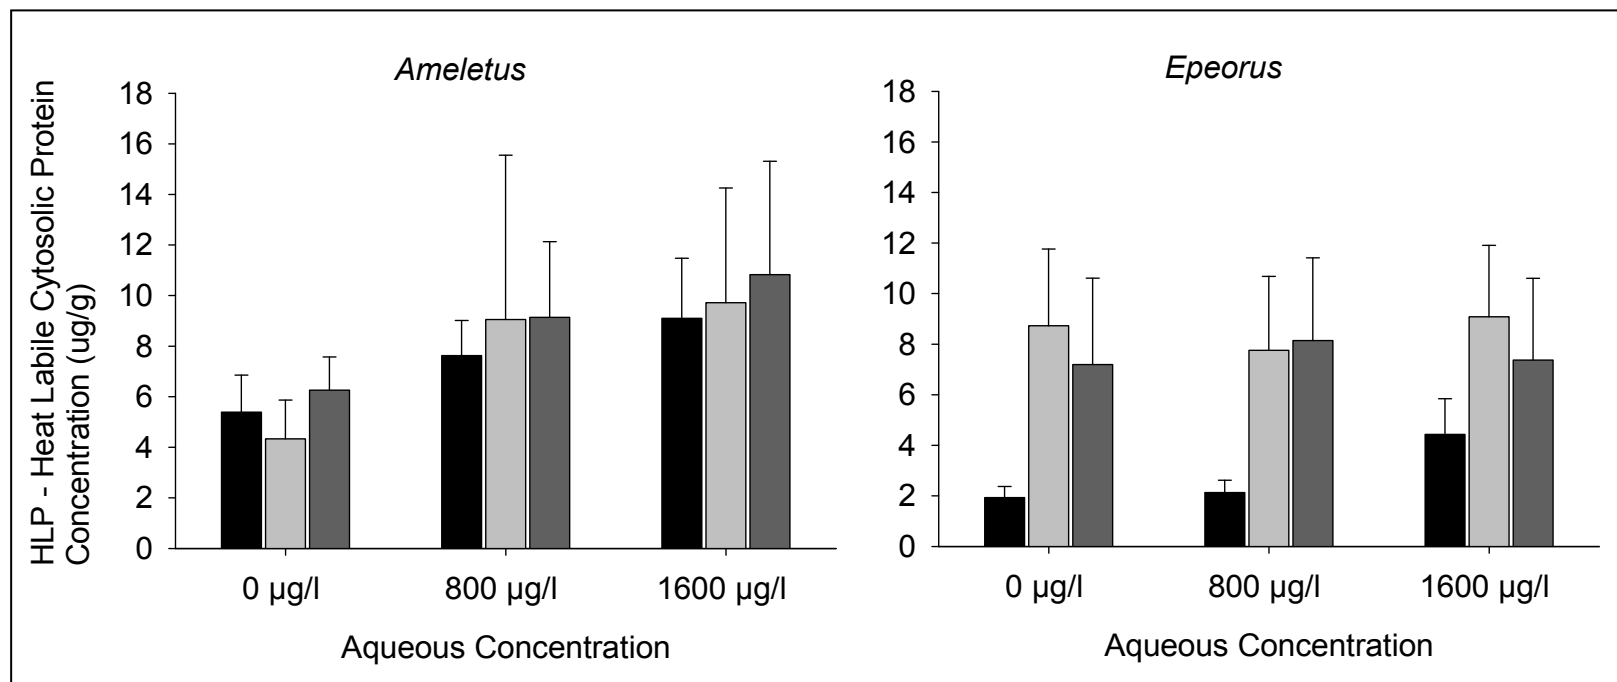 HLP - Heat Labile Cytosolic Protein
Concentration (ug/g)
Ameletus
18
16
14
12
10
8
6
4
2
0
0 µg/l 800 µg/l 1600 µg/l
Aqueous Concentration
Epeorus
18
16
14
12
10
8
6
4
2
0
0 µg/l 800 µg/l 1600 µg/l
Aqueous Concentration